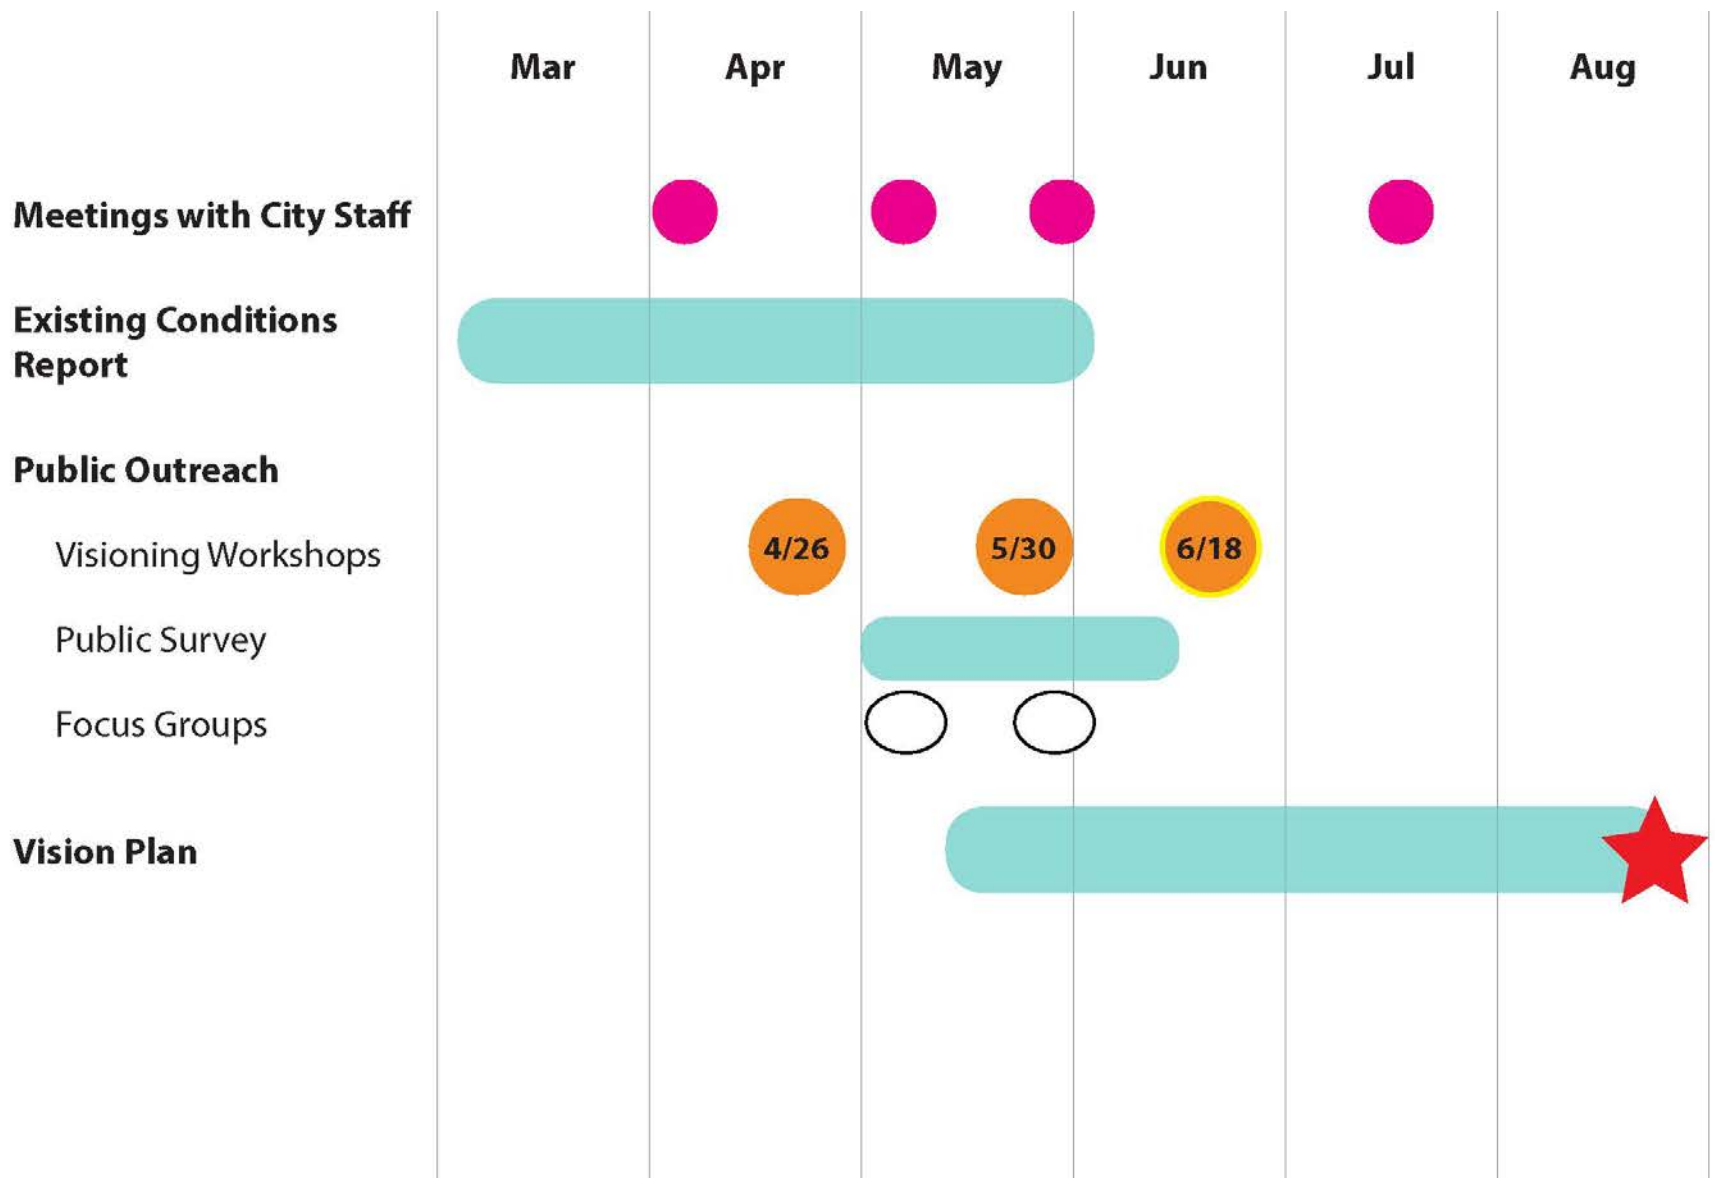 Mar Apr May Jun Jul Aug
Meetings with City Staff
Existing Conditions
Report
Public Outreach
Visioning Workshops 4/26 5/30 6/18
Public Survey
Focus Groups
Vision Plan